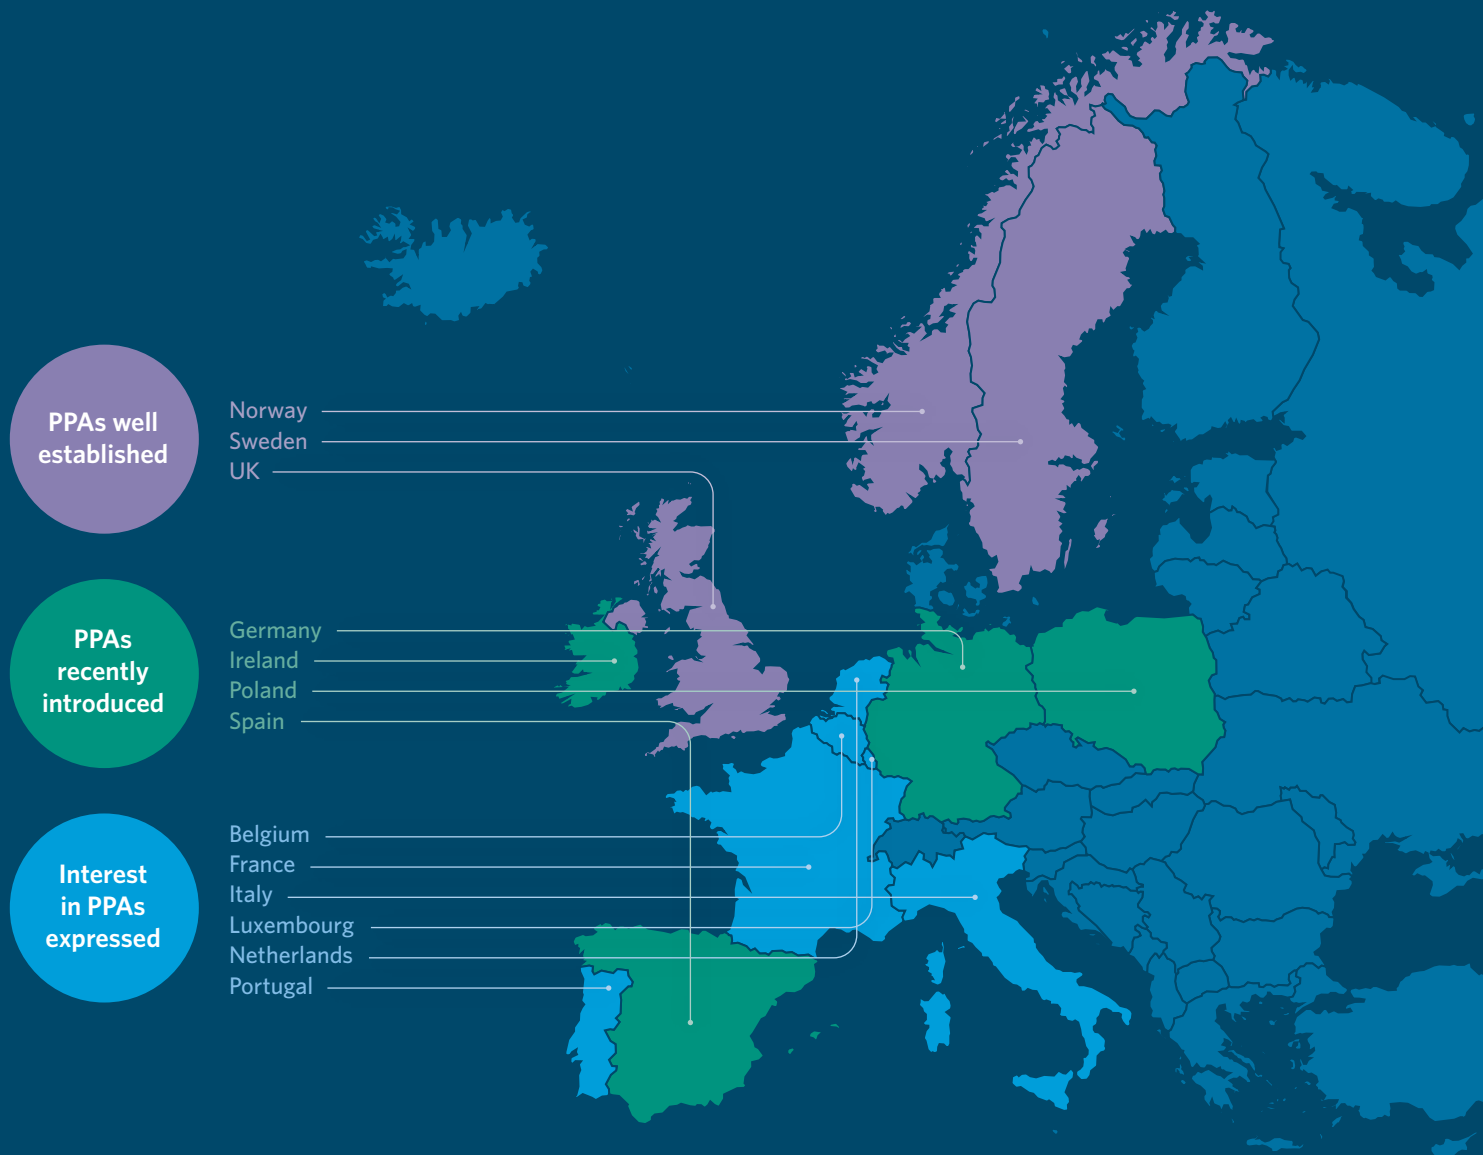 PPAs well
established
Norway
Sweden
UK
PPAs
recently
introduced
Germany
Ireland
Poland
Spain
Interest
in PPAs
expressed
Belgium
France
Italy
Luxembourg
Netherlands
Portugal